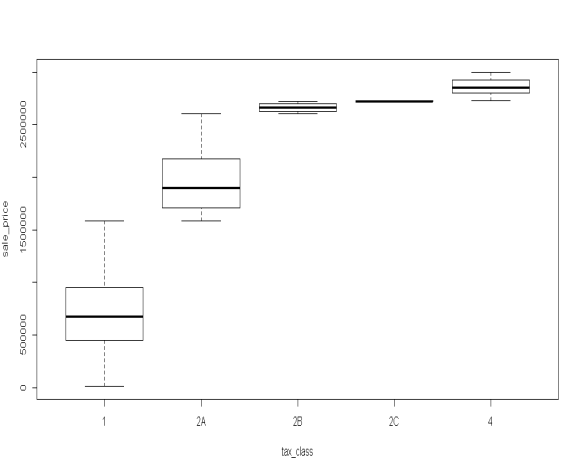 sale_price
2500000
1500000
500000
0
1 2A 2B 2C 4
tax_class